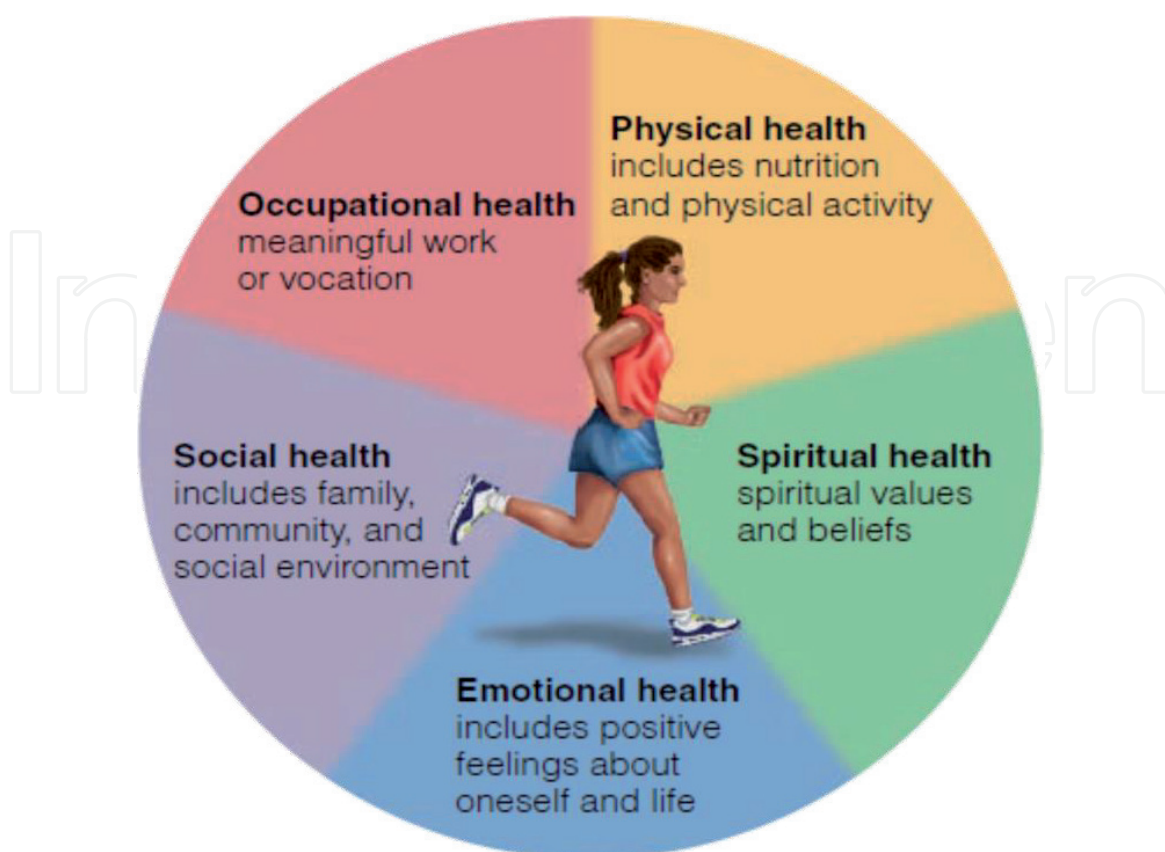 Physical health
includes nutrition
and physical activity
Occupational health
meaningful work
or vocation
Social health
includes family,
community, and
social environment
Spiritual health
spiritual values
and beliefs
Emotional health
includes positive
feelings about
oneself and life